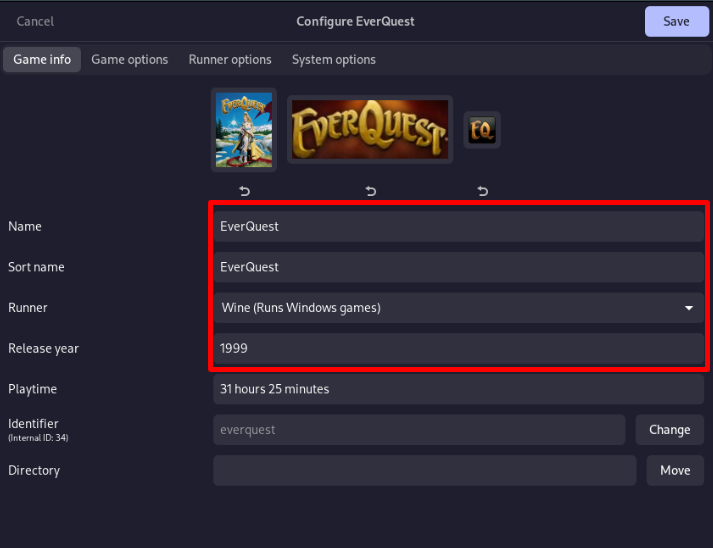 Cancel Configure EverQuest Save
Game info Game options Runner options System options
EverQuest EverQuest EQ
Name EverQuest
Sort name EverQuest
Runner Wine (Runs Windows games)
Release year 1999
Playtime 31 hours 25 minutes
Identifier everquest Change
(Internal ID: 34)
Directory Move